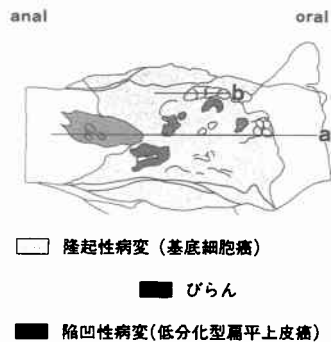 anal oral
b
a
隆起性病変（基底細胞癌）
びらん
陥凹性病変(低分化型扁平上皮癌)